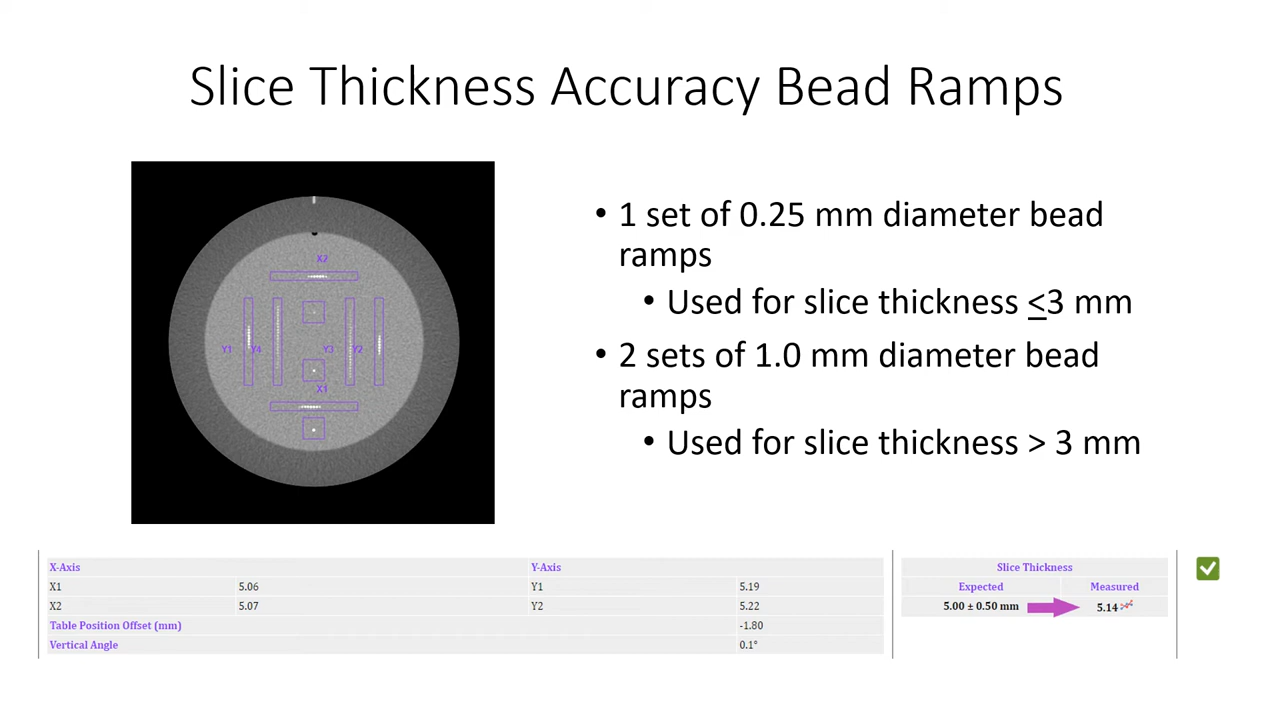 Slice Thickness Accuracy Bead Ramps
X2
Y1
Y4
Y3
Y2
X1
• 1 set of 0.25 mm diameter bead
ramps
• Used for slice thickness <3 mm
• 2 sets of 1.0 mm diameter bead
ramps
• Used for slice thickness > 3 mm
X-Axis Y-Axis
X1 5.06 Y1 5.19
X2 5.07 Y2 5.22
Table Position Offset (mm) -1.80
Vertical Angle 0.1°
Slice Thickness
Expected Measured
5.00 ± 0.50 mm 5.14